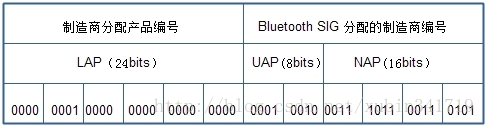 制造商分配产品编号 Bluetooth SIG 分配的制造商编号
LAP（24bits） UAP(8bits) NAP(16bits)
0000 0001 0000 0000 0000 0000 0001 0010 0011 1011 0011 0101